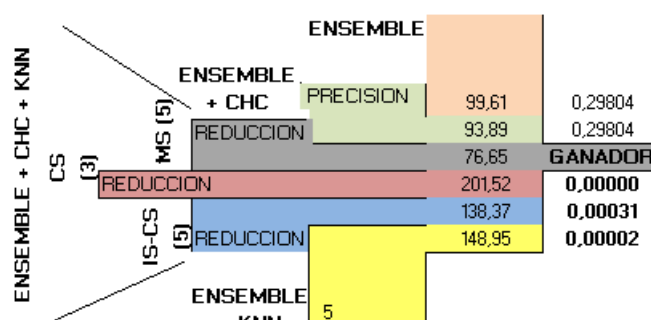 ENSEMBLE
ENSEMBLE
+ CHC
PRECISION
99,61 0,29804
REDUCCION
93,89 0,29804
76,65 GANADOR
REDUCCION 201,52 0,00000
138,37 0,00031
REDUCCION 148,95 0,00002
ENSEMBLE
5
ENSEMBLE + CHC + KNN
CS
(3)
MS (5)
IS-CS
(5)